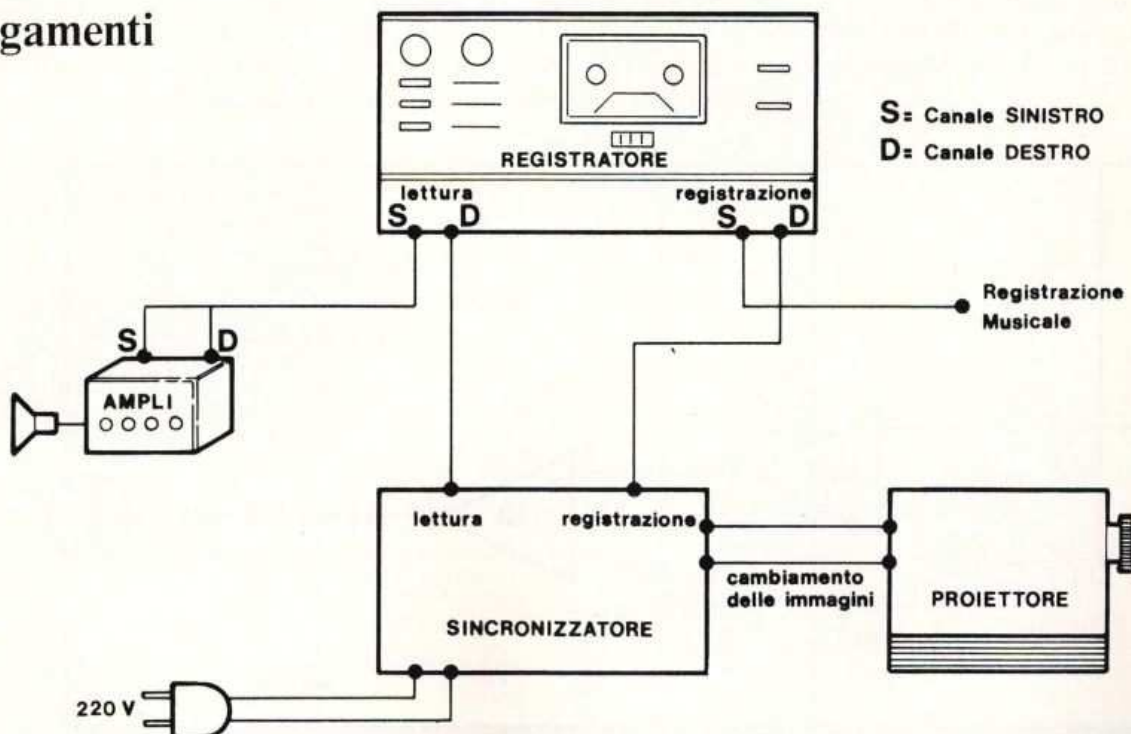 gamenti
REGISTRATORE
lettura
registrazione
S D
S D
S= Canale SINISTRO
D= Canale DESTRO
Registrazione
Musicale
S D
AMPLI
lettura
registrazione
cambiamento
delle immagini
SINCRONIZZATORE
PROIETTORE
220 V